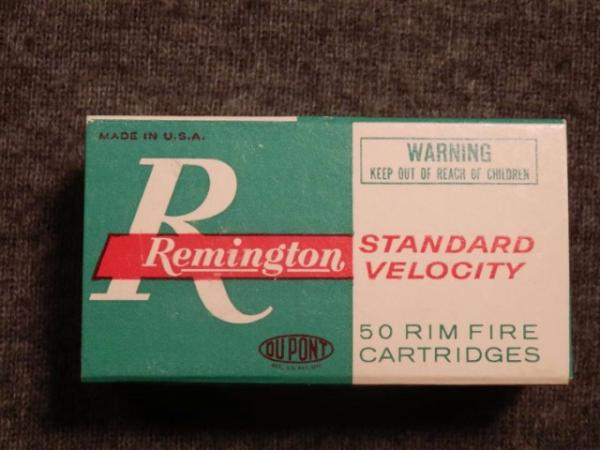 MADE IN U.S.A.
R
Remington
DU PONT
WARNING
KEEP OUT OF REACH OF CHILDREN
STANDARD
VELOCITY
50 RIM FIRE
CARTRIDGES